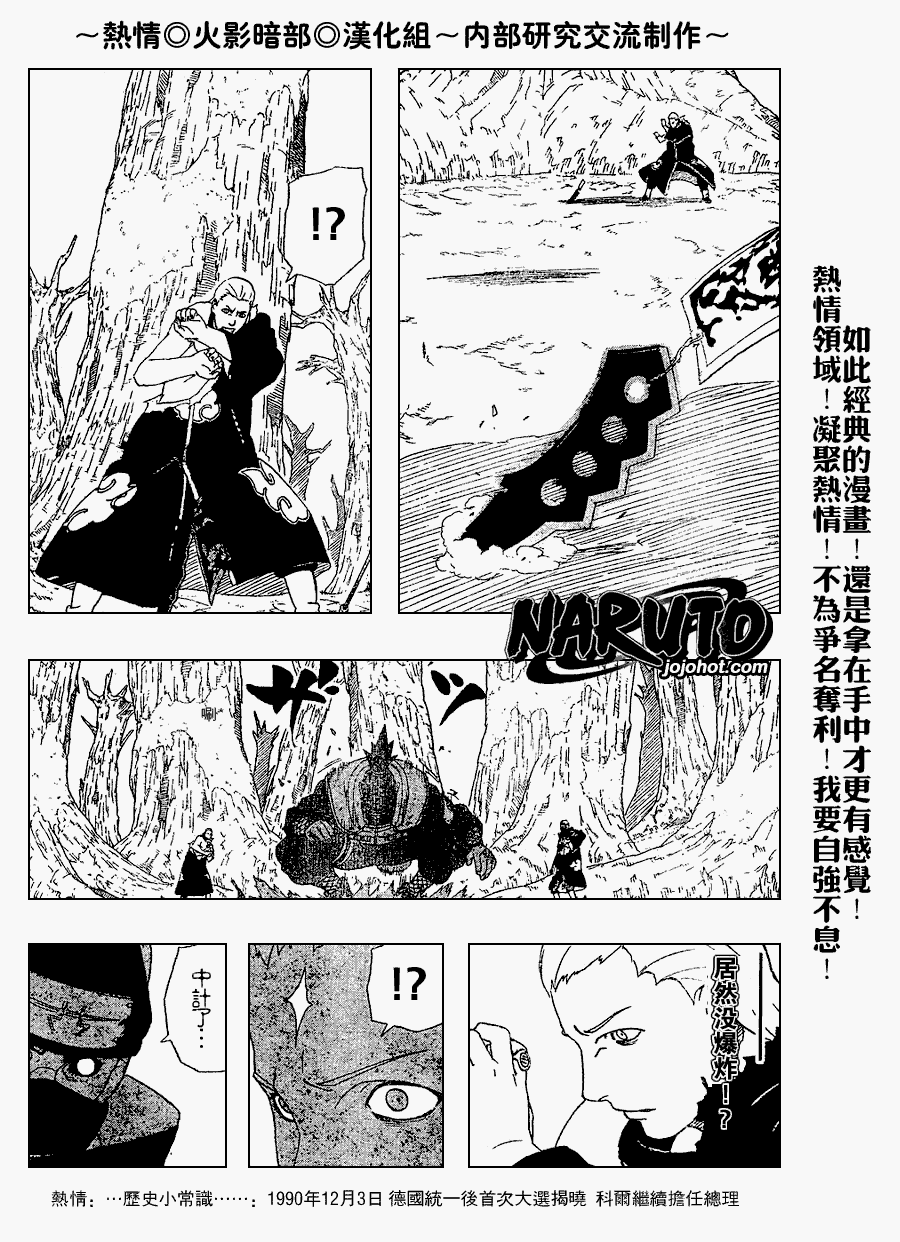 ～熱情◎火影暗部◎漢化組～内部研究交流制作～
!?
NARUTO
jojohot.com
ザッ
唰
居然没爆炸！？
!?
中計了…
如此經典的漫畫！還是拿在手中才更有感覺！
熱情領域！凝聚熱情！不為爭名奪利！我要自強不息！
熱情：…歷史小常識……：1990年12月3日 德國統一後首次大選揭曉 科爾繼續擔任總理